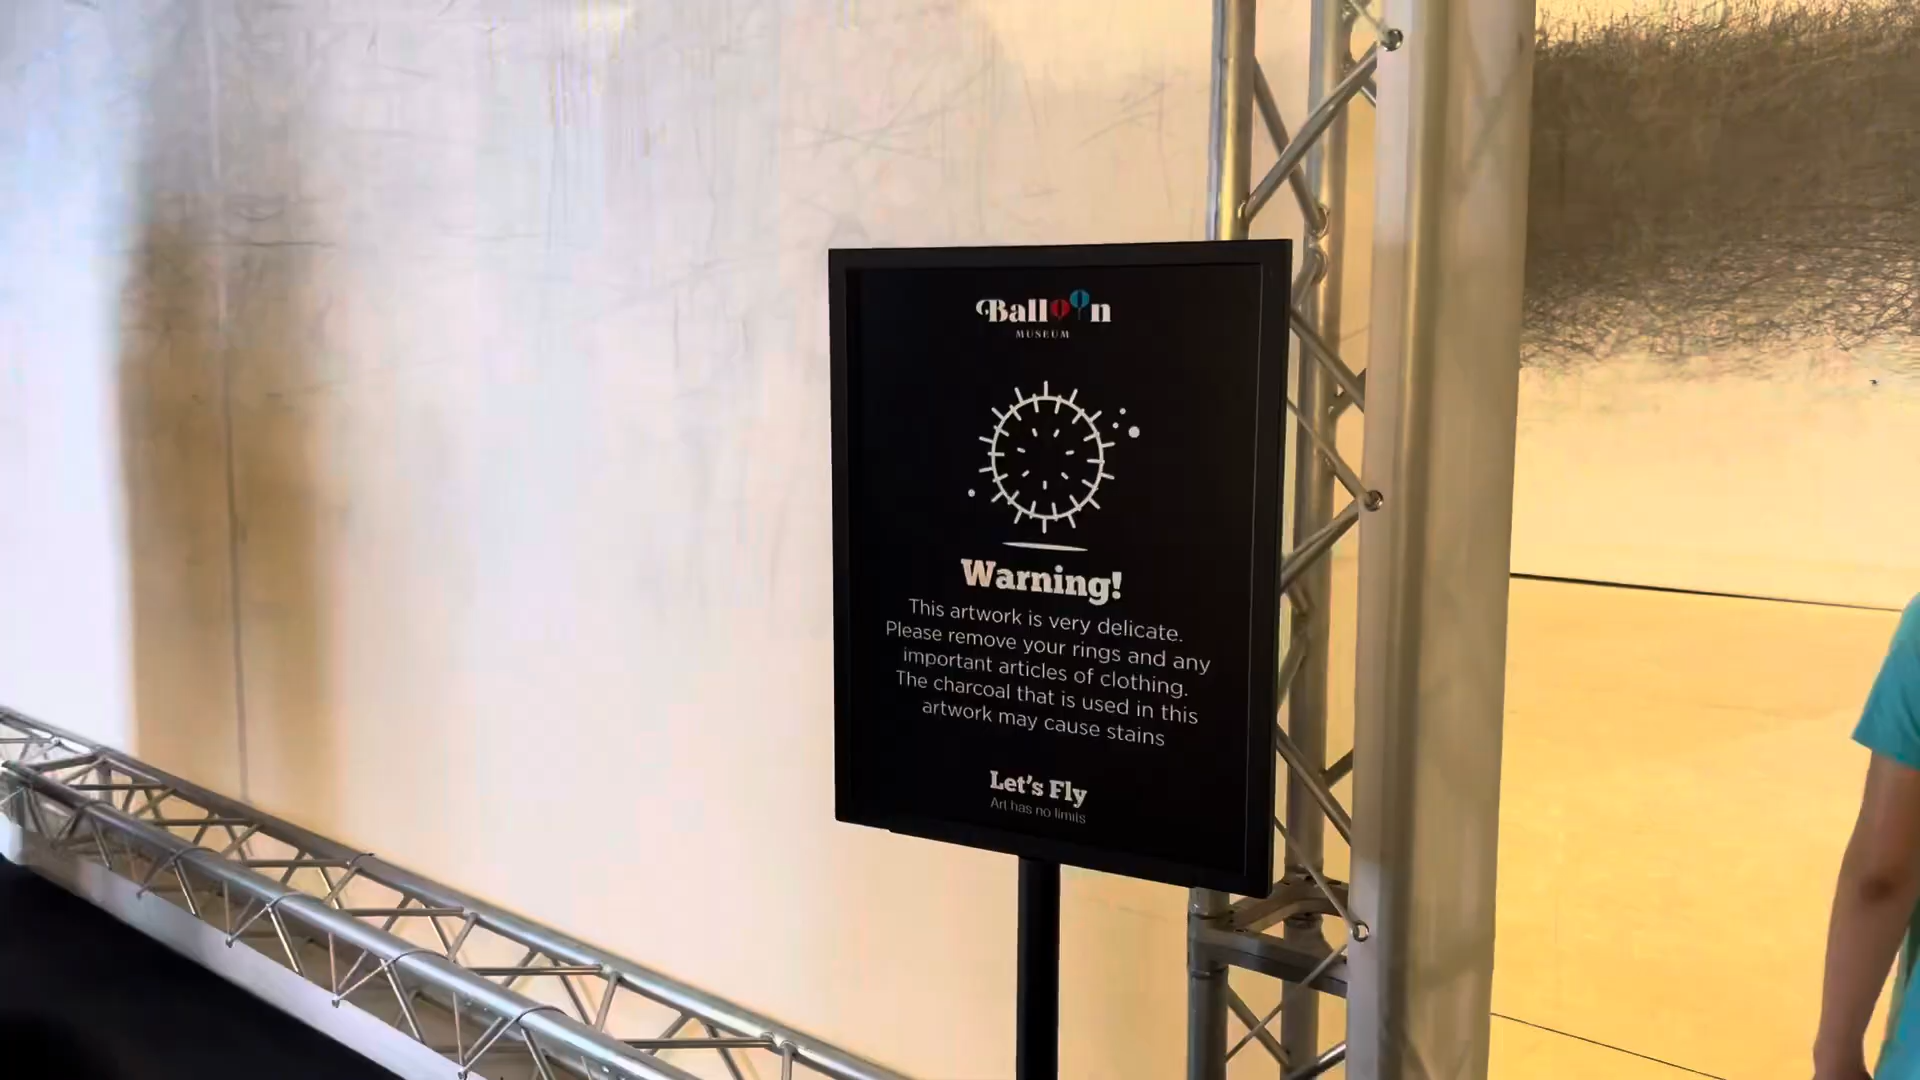 Balloon
MUSEUM
Warning!
This artwork is very delicate.
Please remove your rings and any
important articles of clothing.
The charcoal that is used in this
artwork may cause stains
Let's Fly
Art has no limits